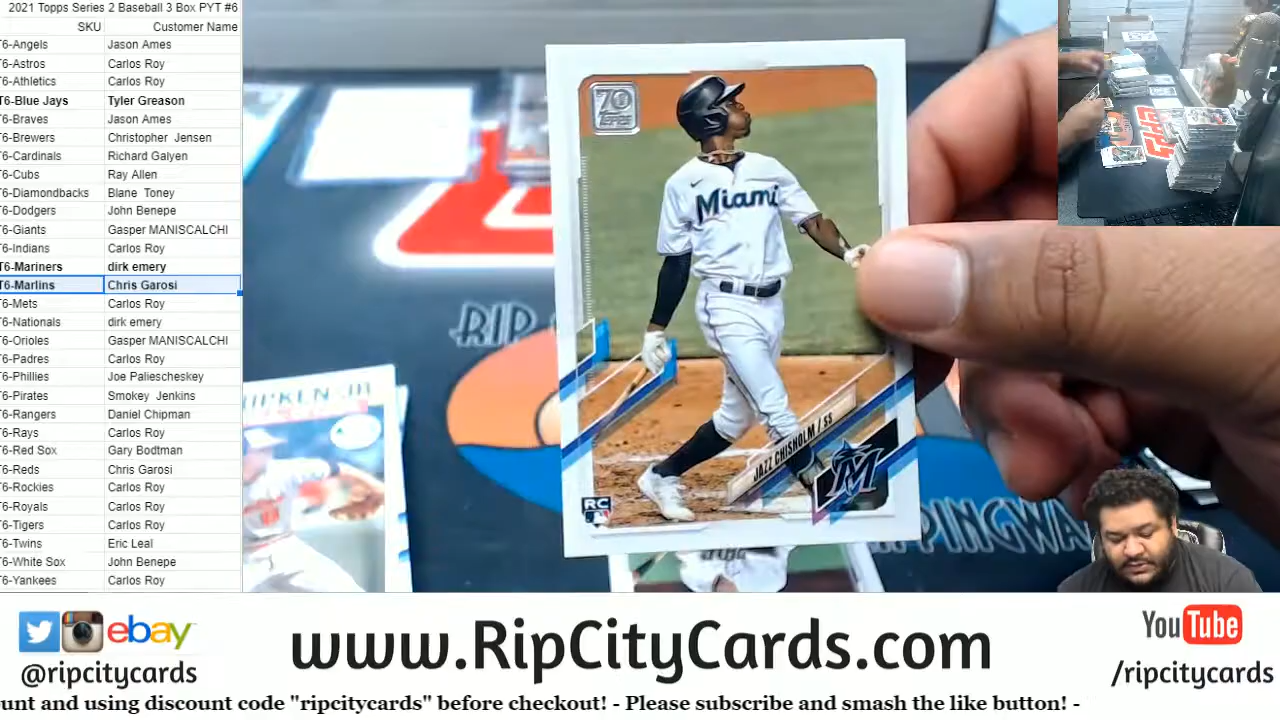 2021 Topps Series 2 Baseball 3 Box PYT #6
SKU Customer Name
T6-Angels Jason Ames
T6-Astros Carlos Roy
T6-Athletics Carlos Roy
T6-Blue Jays Tyler Greason
T6-Braves Jason Ames
T6-Brewers Christopher Jensen
T6-Cardinals Richard Galyen
T6-Cubs Ray Allen
T6-Diamondbacks Blane Toney
T6-Dodgers John Benepe
T6-Giants Gasper MANISCALCHI
T6-Indians Carlos Roy
T6-Mariners dirk emery
T6-Marlins Chris Garosi
T6-Mets Carlos Roy
T6-Nationals dirk emery
T6-Orioles Gasper MANISCALCHI
T6-Padres Carlos Roy
T6-Phillies Joe Paliescheskey
T6-Pirates Smokey Jenkins
T6-Rangers Daniel Chipman
T6-Rays Carlos Roy
T6-Red Sox Gary Bodtman
T6-Reds Chris Garosi
T6-Rockies Carlos Roy
T6-Royals Carlos Roy
T6-Tigers Carlos Roy
T6-Twins Eric Leal
T6-White Sox John Benepe
T6-Yankees Carlos Roy
70
TOPPS
Miami
JAZZ CHISHOLM / SS
M
RC
RIP
IPKEN JR
IPPINGWA
ebay
@ripcitycards
www.RipCityCards.com
YouTube
/ripcitycards
unt and using discount code "ripcitycards" before checkout! - Please subscribe and smash the like button! -